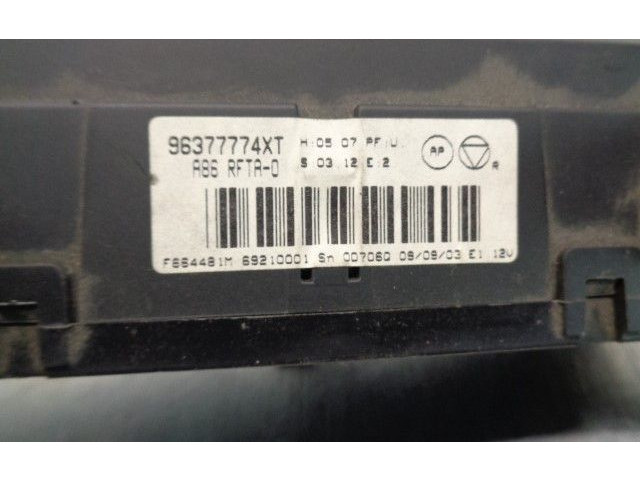 96377774XT H:05 07 PF:U.
A86 RFTA-0 S 03 12 E:2
AP
R
F664481M 69210001 Sn 00706Q 09/09/03 E1 12V